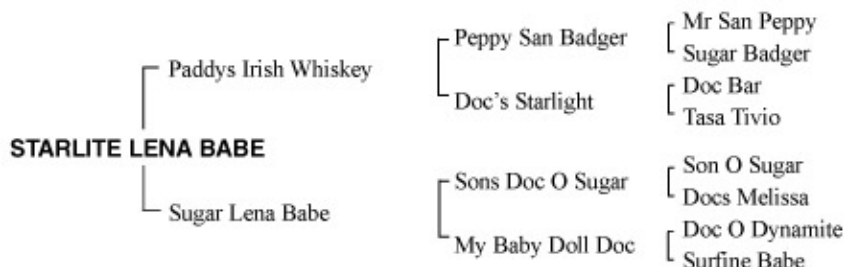 Mr San Peppy
Peppy San Badger
Sugar Badger
Paddys Irish Whiskey
Doc Bar
Doc's Starlight
Tasa Tivio
STARLITE LENA BABE
Son O Sugar
Sons Doc O Sugar
Docs Melissa
Sugar Lena Babe
Doc O Dynamite
My Baby Doll Doc
Surfine Babe